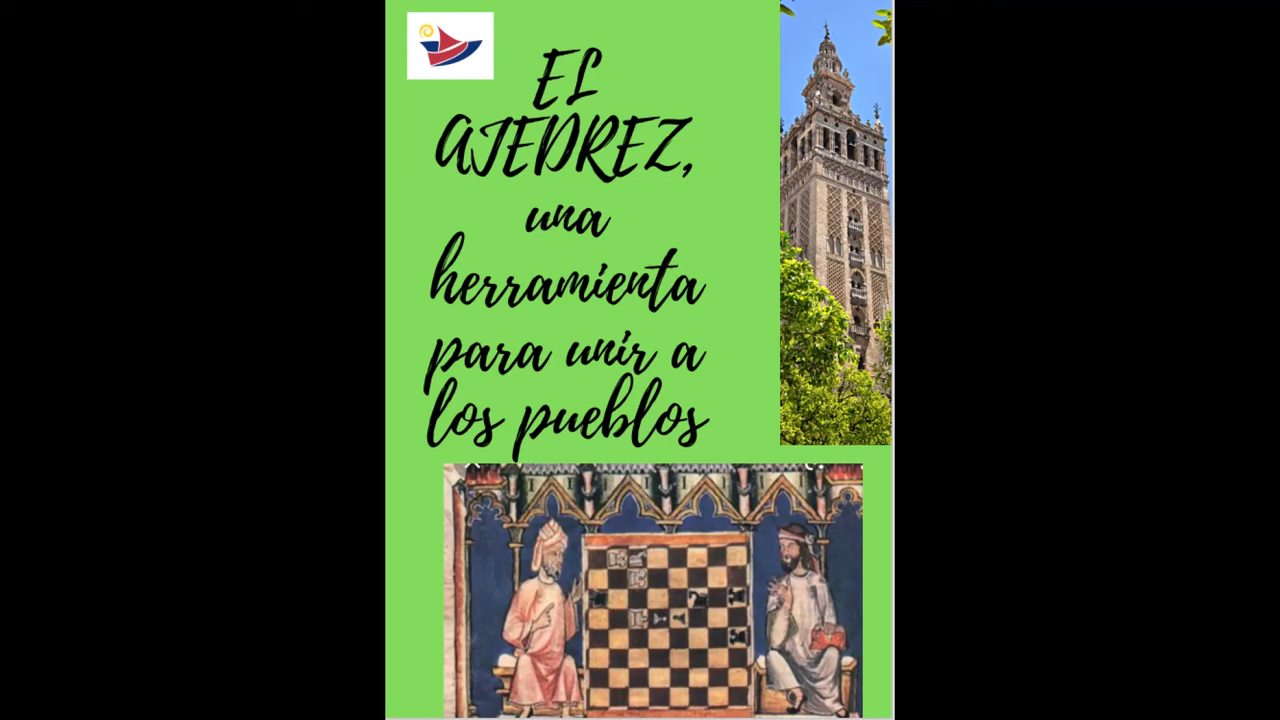 EL
AJEDREZ,
una
herramienta
para unir a
los pueblos